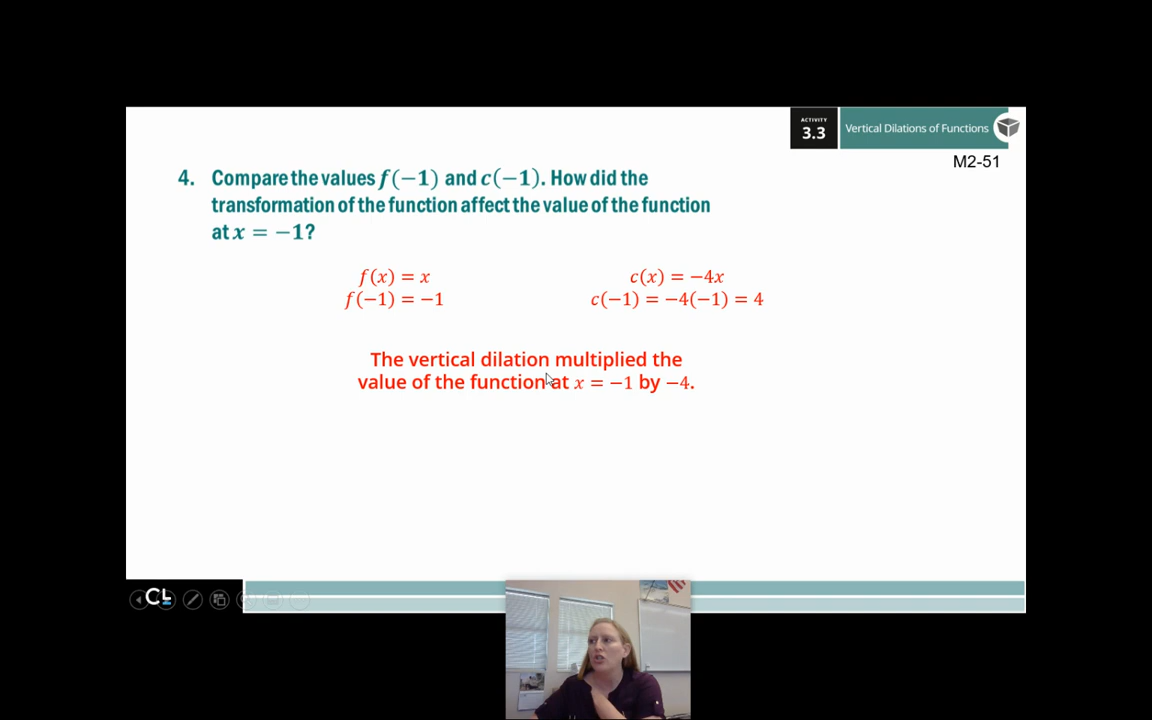 ACTIVITY
3.3
Vertical Dilations of Functions
M2-51
4. Compare the values f(−1) and c(−1). How did the
transformation of the function affect the value of the function
at x = −1?
f(x) = x
f(−1) = −1
c(x) = −4x
c(−1) = −4(−1) = 4
The vertical dilation multiplied the
value of the function at x = −1 by −4.
CL